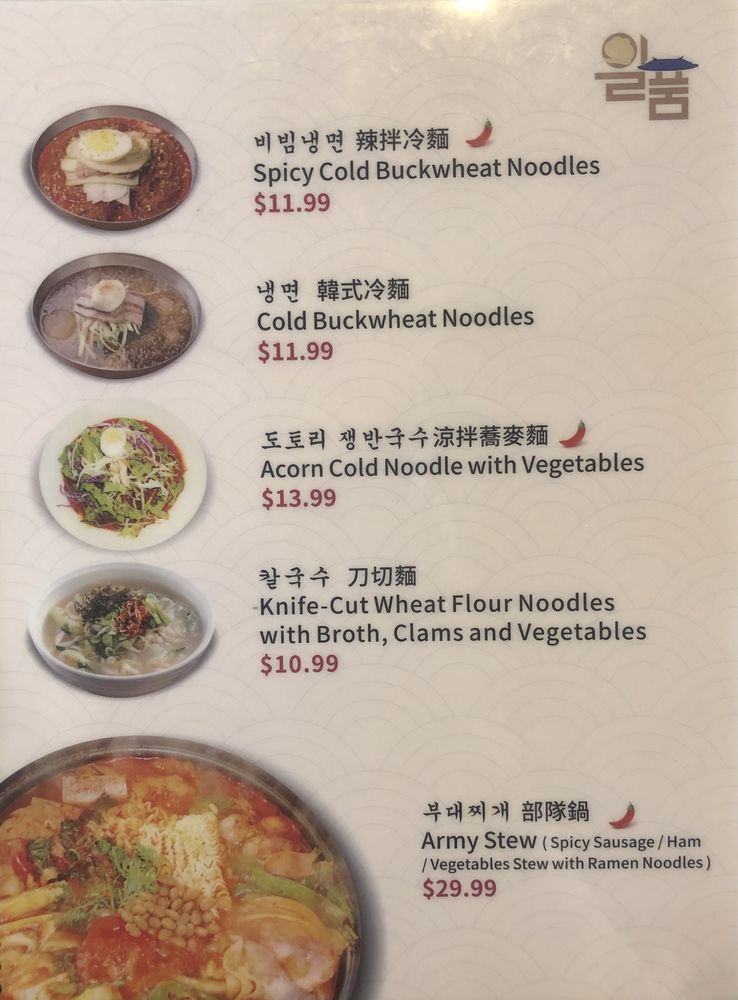 일품
비빔냉면 辣拌冷麵
Spicy Cold Buckwheat Noodles
$11.99
냉면 韓式冷麵
Cold Buckwheat Noodles
$11.99
도토리 쟁반국수 涼拌蕎麥麵
Acorn Cold Noodle with Vegetables
$13.99
칼국수 刀切麵
Knife-Cut Wheat Flour Noodles
with Broth, Clams and Vegetables
$10.99
부대찌개 部隊鍋
Army Stew ( Spicy Sausage / Ham
/ Vegetables Stew with Ramen Noodles )
$29.99